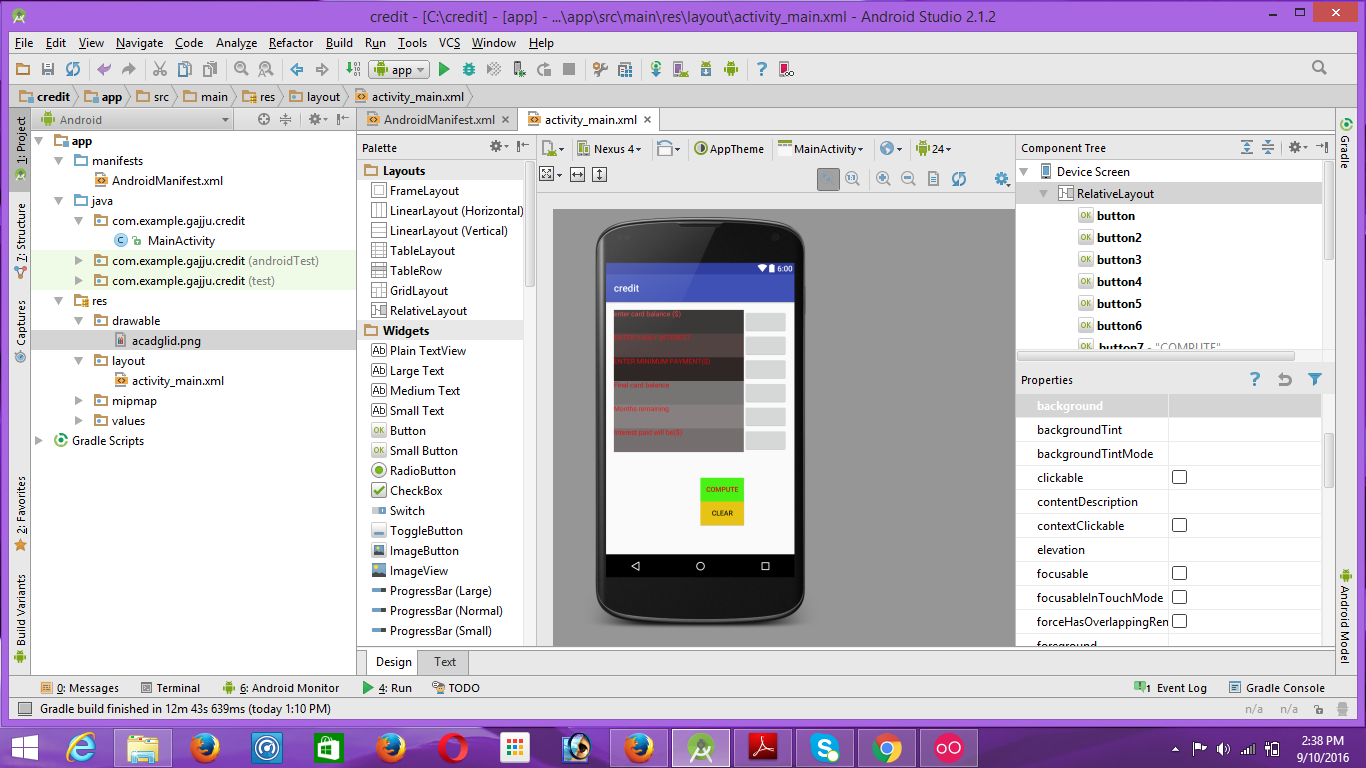 credit - [C:\credit] - [app] - ...\app\src\main\res\layout\activity_main.xml - Android Studio 2.1.2
File Edit View Navigate Code Analyze Refactor Build Run Tools VCS Window Help
app
credit app src main res layout activity_main.xml
1: Project
7: Structure
Captures
2: Favorites
Build Variants
Android
app
manifests
AndroidManifest.xml
java
com.example.gajju.credit
MainActivity
com.example.gajju.credit (androidTest)
com.example.gajju.credit (test)
res
drawable
acadglid.png
layout
activity_main.xml
mipmap
values
Gradle Scripts
AndroidManifest.xml activity_main.xml
Palette
Layouts
FrameLayout
LinearLayout (Horizontal)
LinearLayout (Vertical)
TableLayout
TableRow
GridLayout
RelativeLayout
Widgets
Plain TextView
Large Text
Medium Text
Small Text
Button
Small Button
RadioButton
CheckBox
Switch
ToggleButton
ImageButton
ImageView
ProgressBar (Large)
ProgressBar (Normal)
ProgressBar (Small)
Nexus 4 AppTheme MainActivity 24
6:00
credit
enter card balance ($)
ENTER MINIMUM PAYMENT($)
Final card balance
Months remaining
interest paid will be($)
COMPUTE
CLEAR
Design Text
Component Tree
Device Screen
RelativeLayout
button
button2
button3
button4
button5
button6
button7 - "COMPUTE"
Properties
background
backgroundTint
backgroundTintMode
clickable
contentDescription
contextClickable
elevation
focusable
focusableInTouchMode
forceHasOverlappingRen
foreground
Gradle
Android Model
0: Messages Terminal 6: Android Monitor 4: Run TODO 1 Event Log Gradle Console
Gradle build finished in 12m 43s 639ms (today 1:10 PM) n/a n/a
2:38 PM
9/10/2016